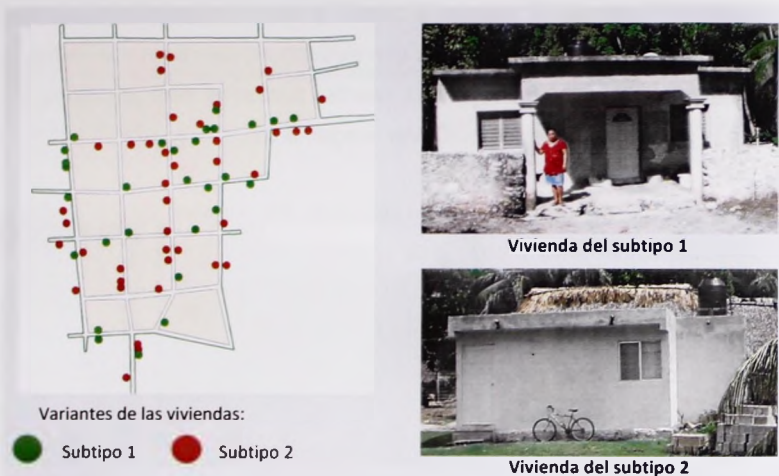 Vivienda del subtipo 1
Variantes de las viviendas:
Subtipo 1
Subtipo 2
Vivienda del subtipo 2